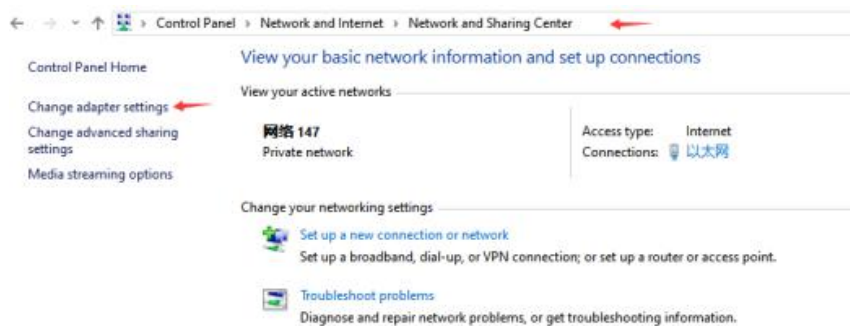 Control Panel › Network and Internet › Network and Sharing Center
Control Panel Home
Change adapter settings
Change advanced sharing
settings
Media streaming options
View your basic network information and set up connections
View your active networks
网络 147
Private network
Access type: Internet
Connections: 以太网
Change your networking settings
Set up a new connection or network
Set up a broadband, dial-up, or VPN connection; or set up a router or access point.
Troubleshoot problems
Diagnose and repair network problems, or get troubleshooting information.